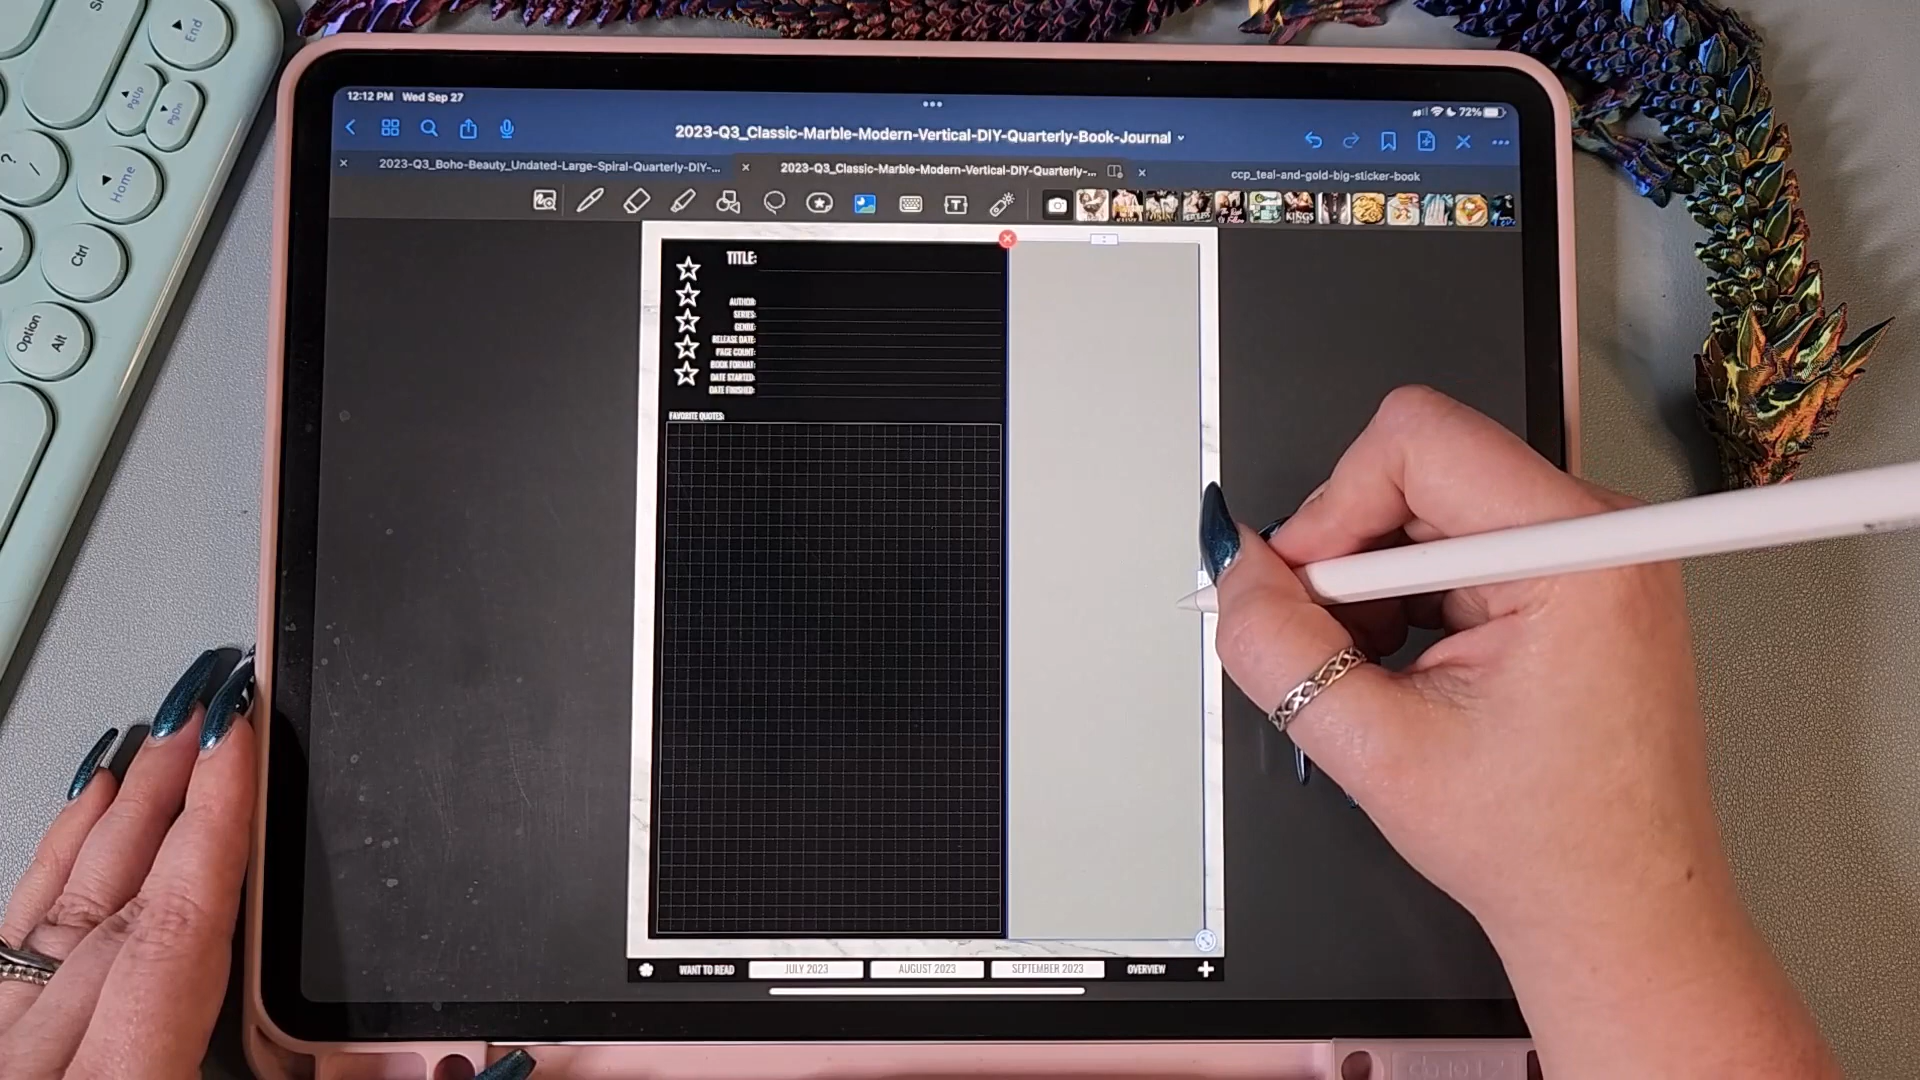 End
PgUp
PgDn
?
/
Home
Ctrl
Option
Alt
12:12 PM Wed Sep 27
72%
2023-Q3_Classic-Marble-Modern-Vertical-DIY-Quarterly-Book-Journal
2023-Q3_Boho-Beauty_Undated-Large-Spiral-Quarterly-DIY-...
2023-Q3_Classic-Marble-Modern-Vertical-DIY-Quarterly-...
ccp_teal-and-gold-big-sticker-book
KINGS
TITLE:
AUTHOR:
SERIES:
GENRE:
RELEASE DATE:
PAGE COUNT:
BOOK FORMAT:
DATE STARTED:
DATE FINISHED:
FAVORITE QUOTES:
WANT TO READ
JULY 2023
AUGUST 2023
SEPTEMBER 2023
OVERVIEW